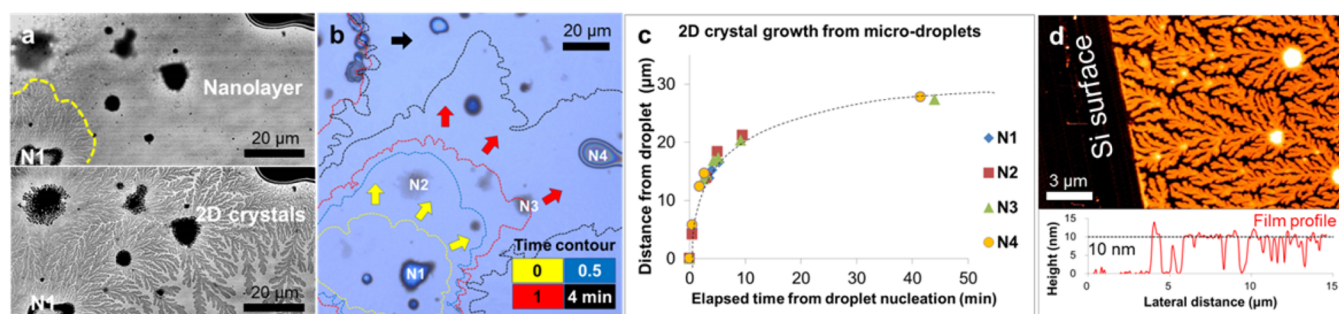 a
Nanolayer
N1
20 µm
2D crystals
N1
20 µm
b
20 µm
N4
N2
N3
N1
Time contour
0
0.5
1
4 min
c
2D crystal growth from micro-droplets
Distance from droplet (µm)
40
30
20
10
0
0
10
20
30
40
50
Elapsed time from droplet nucleation (min)
N1
N2
N3
N4
d
Si surface
3 µm
Film profile
Height (nm)
15
10
5
0
10 nm
0
5
10
15
Lateral distance (µm)